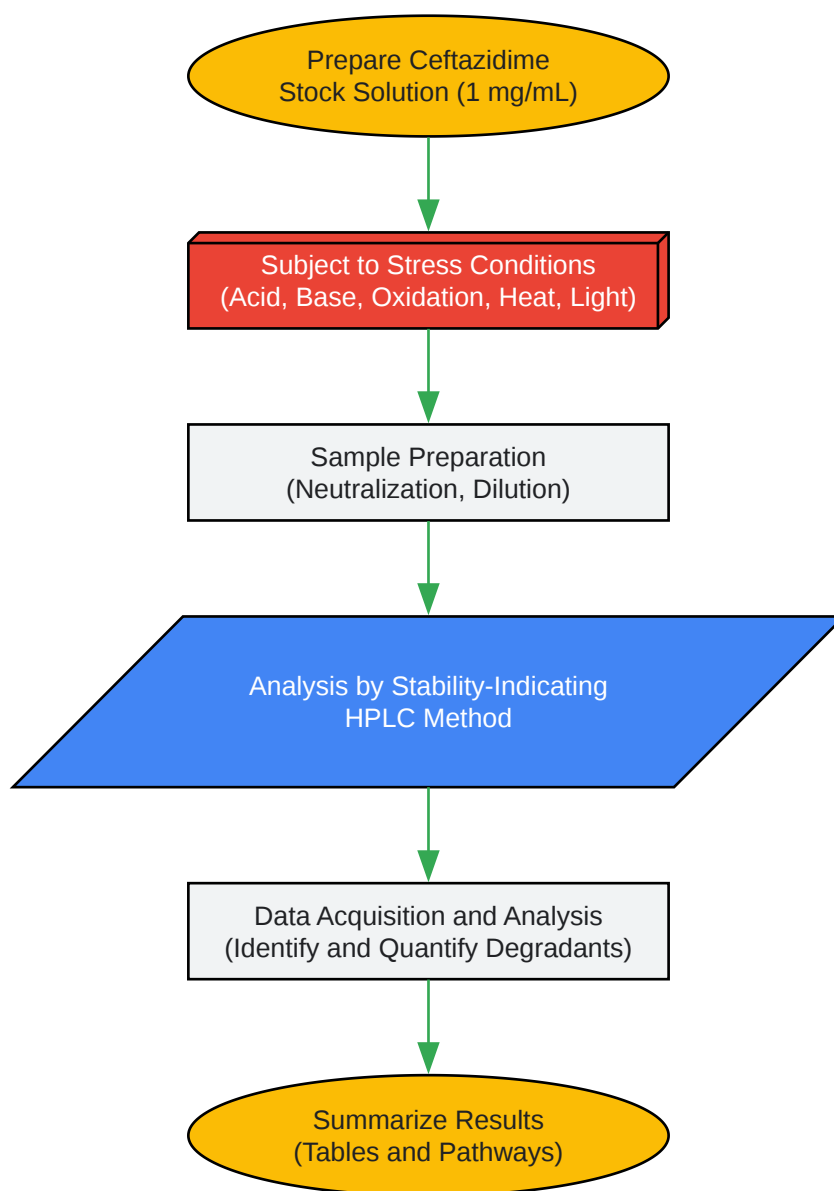 Prepare Ceftazidime
Stock Solution (1 mg/mL)
Subject to Stress Conditions
(Acid, Base, Oxidation, Heat, Light)
Sample Preparation
(Neutralization, Dilution)
Analysis by Stability-Indicating
HPLC Method
Data Acquisition and Analysis
(Identify and Quantify Degradants)
Summarize Results
(Tables and Pathways)